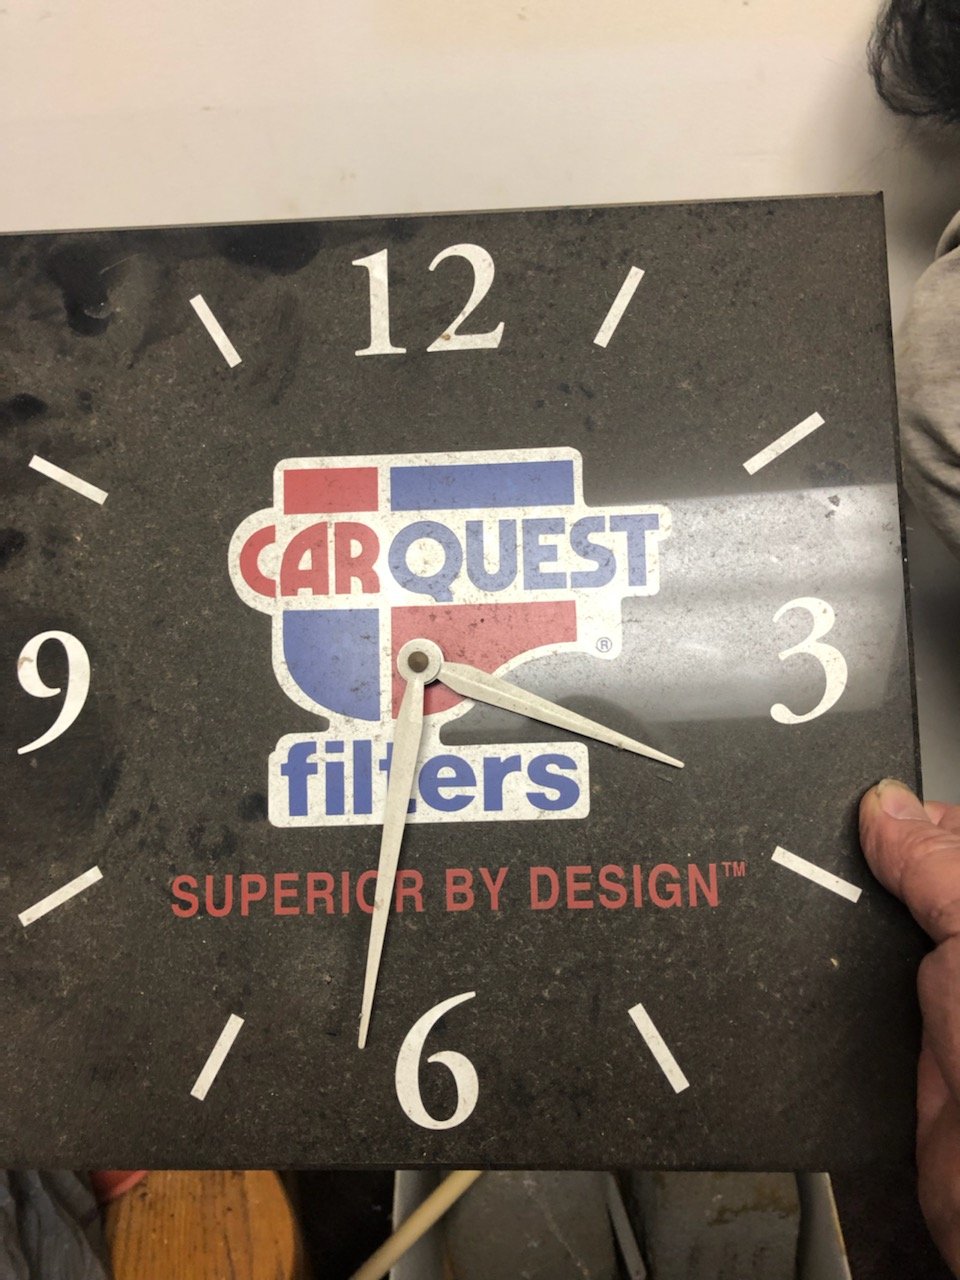 12
CARQUEST
®
9
3
filters
SUPERIOR BY DESIGN™
6